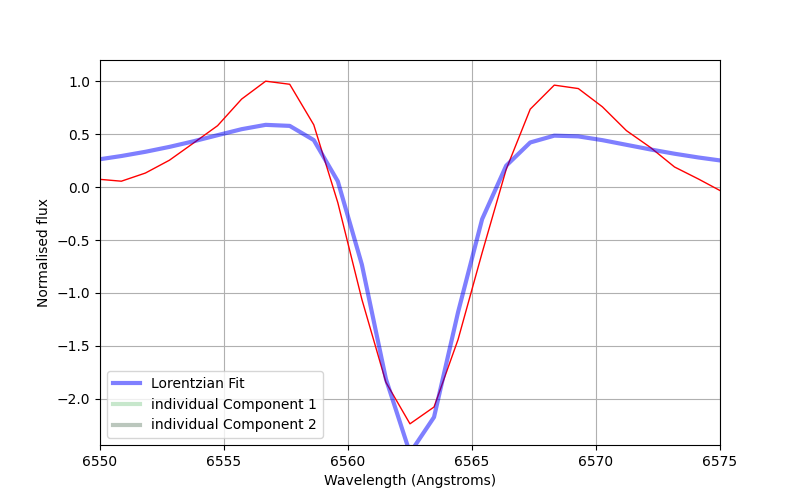 1.0
0.5
0.0
−0.5
−1.0
−1.5
−2.0
Normalised flux
Lorentzian Fit
individual Component 1
individual Component 2
6550 6555 6560 6565 6570 6575
Wavelength (Angstroms)